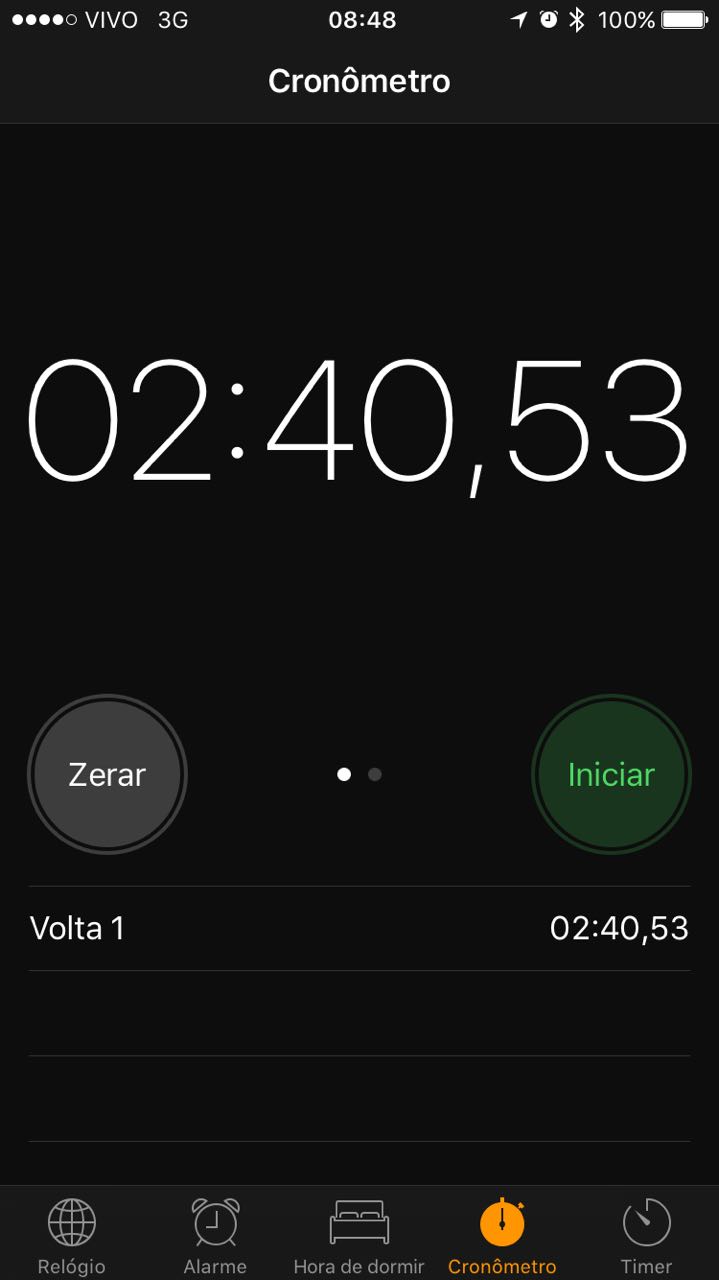 VIVO 3G 08:48 100%
Cronômetro
02:40,53
Zerar Iniciar
Volta 1 02:40,53
Relógio Alarme Hora de dormir Cronômetro Timer